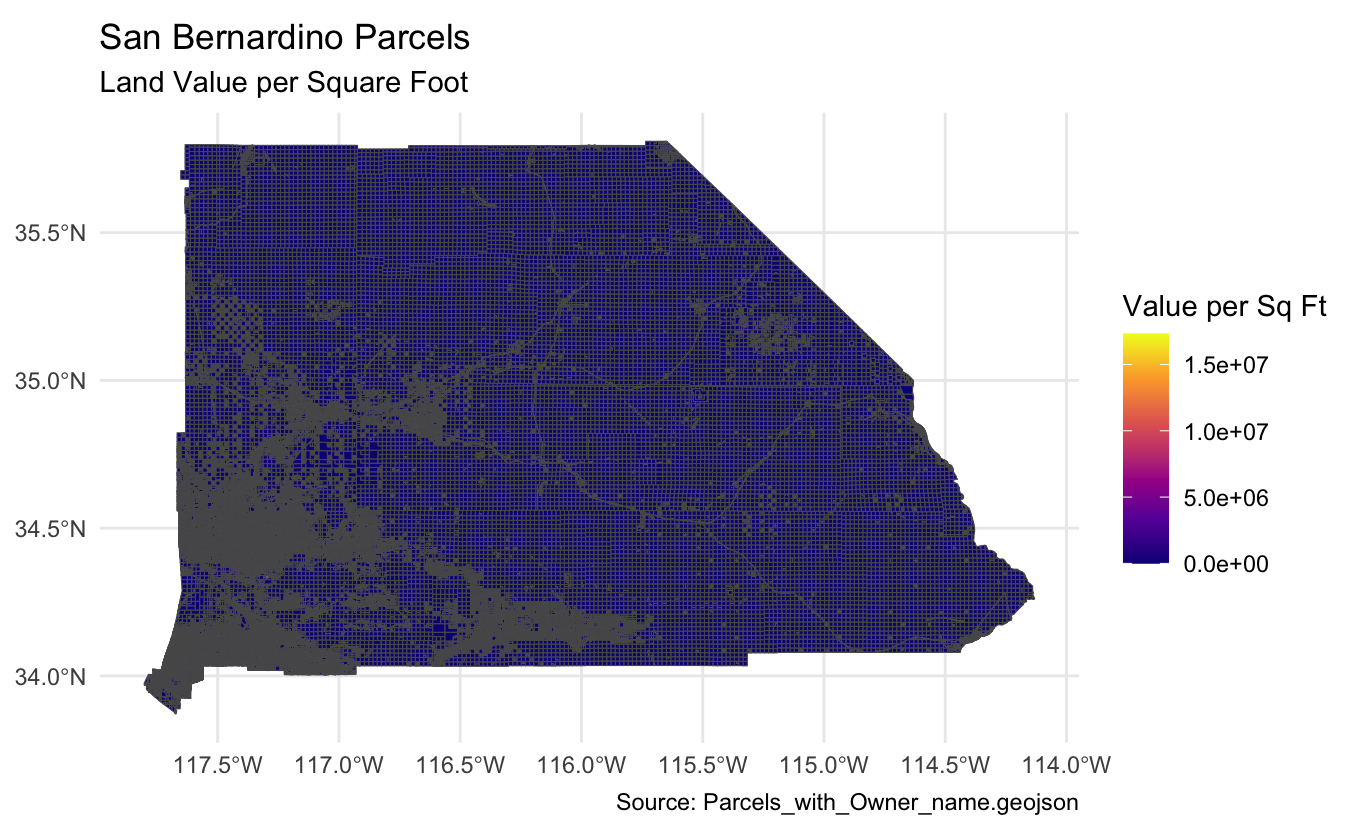 San Bernardino Parcels
Land Value per Square Foot
35.5°N
35.0°N
34.5°N
34.0°N
117.5°W 117.0°W 116.5°W 116.0°W 115.5°W 115.0°W 114.5°W 114.0°W
Value per Sq Ft
1.5e+07
1.0e+07
5.0e+06
0.0e+00
Source: Parcels_with_Owner_name.geojson